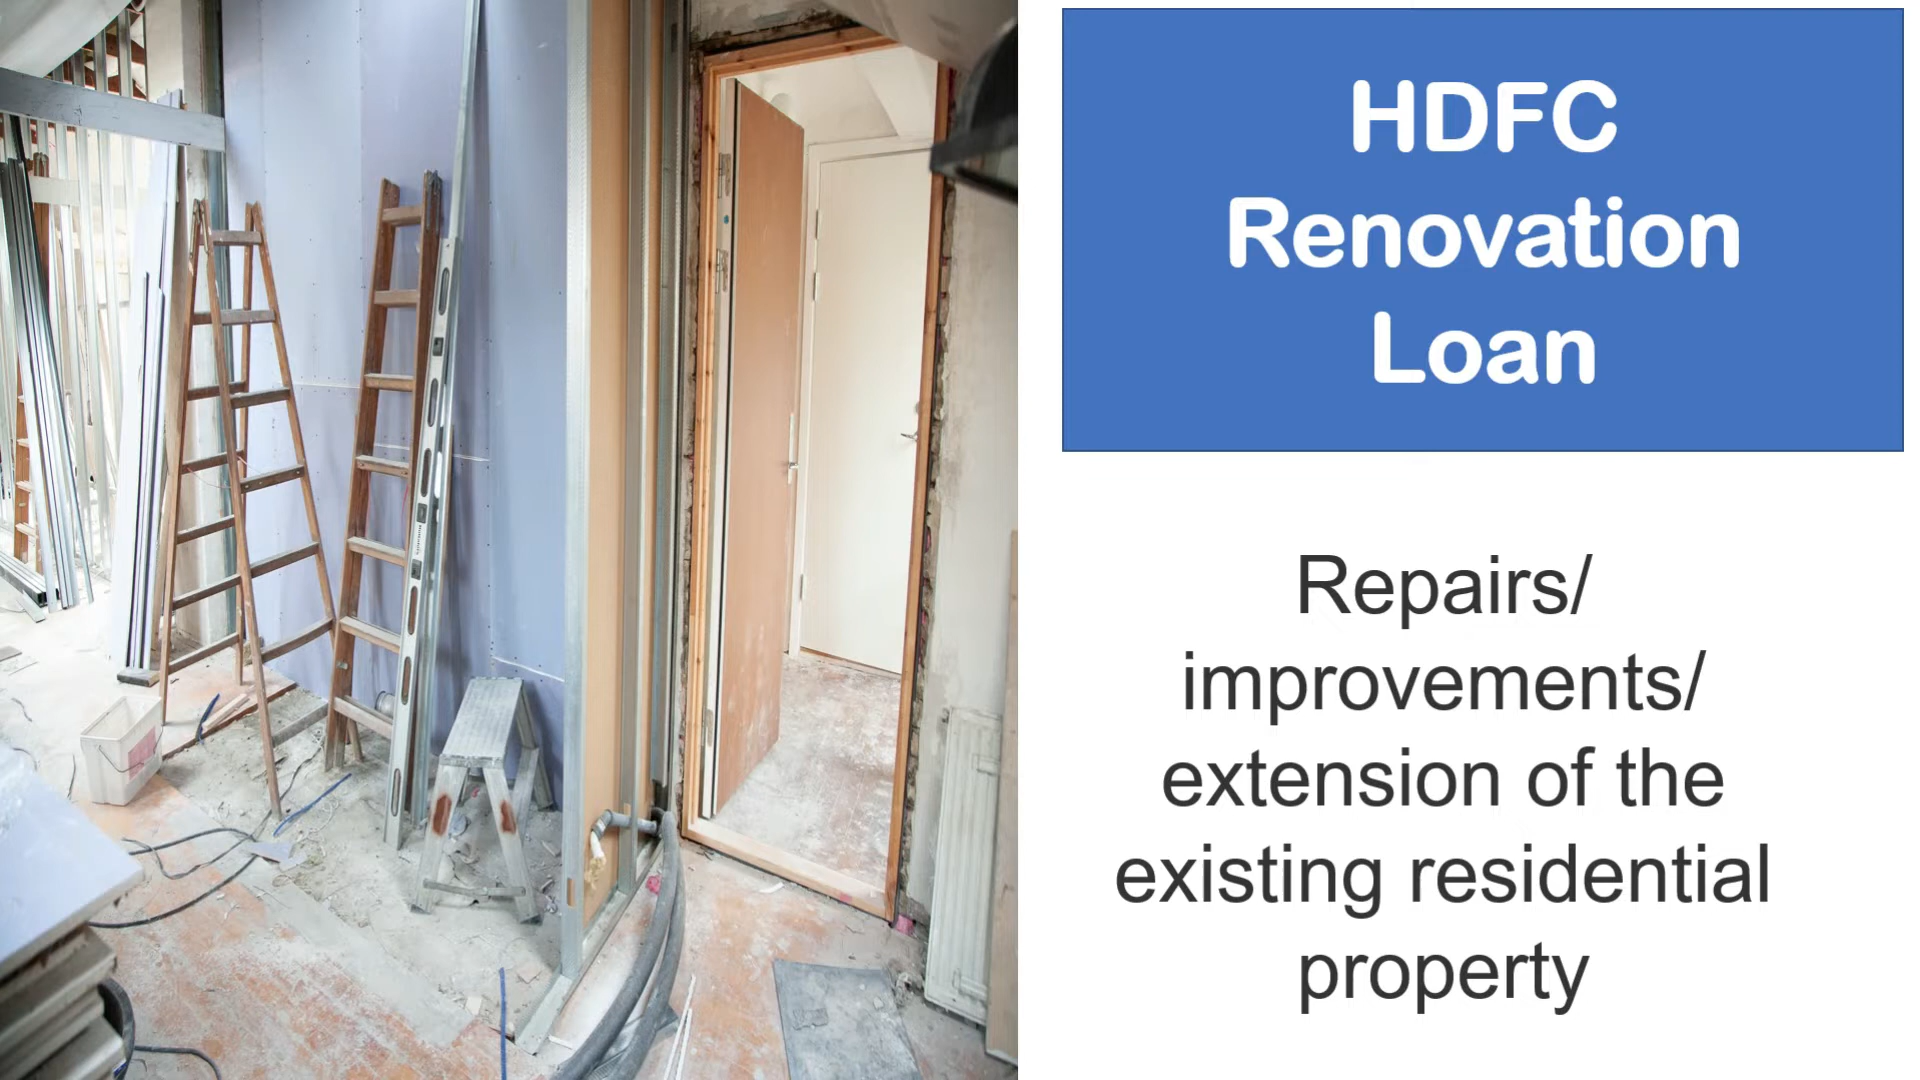 HDFC
Renovation
Loan
Repairs/
improvements/
extension of the
existing residential
property